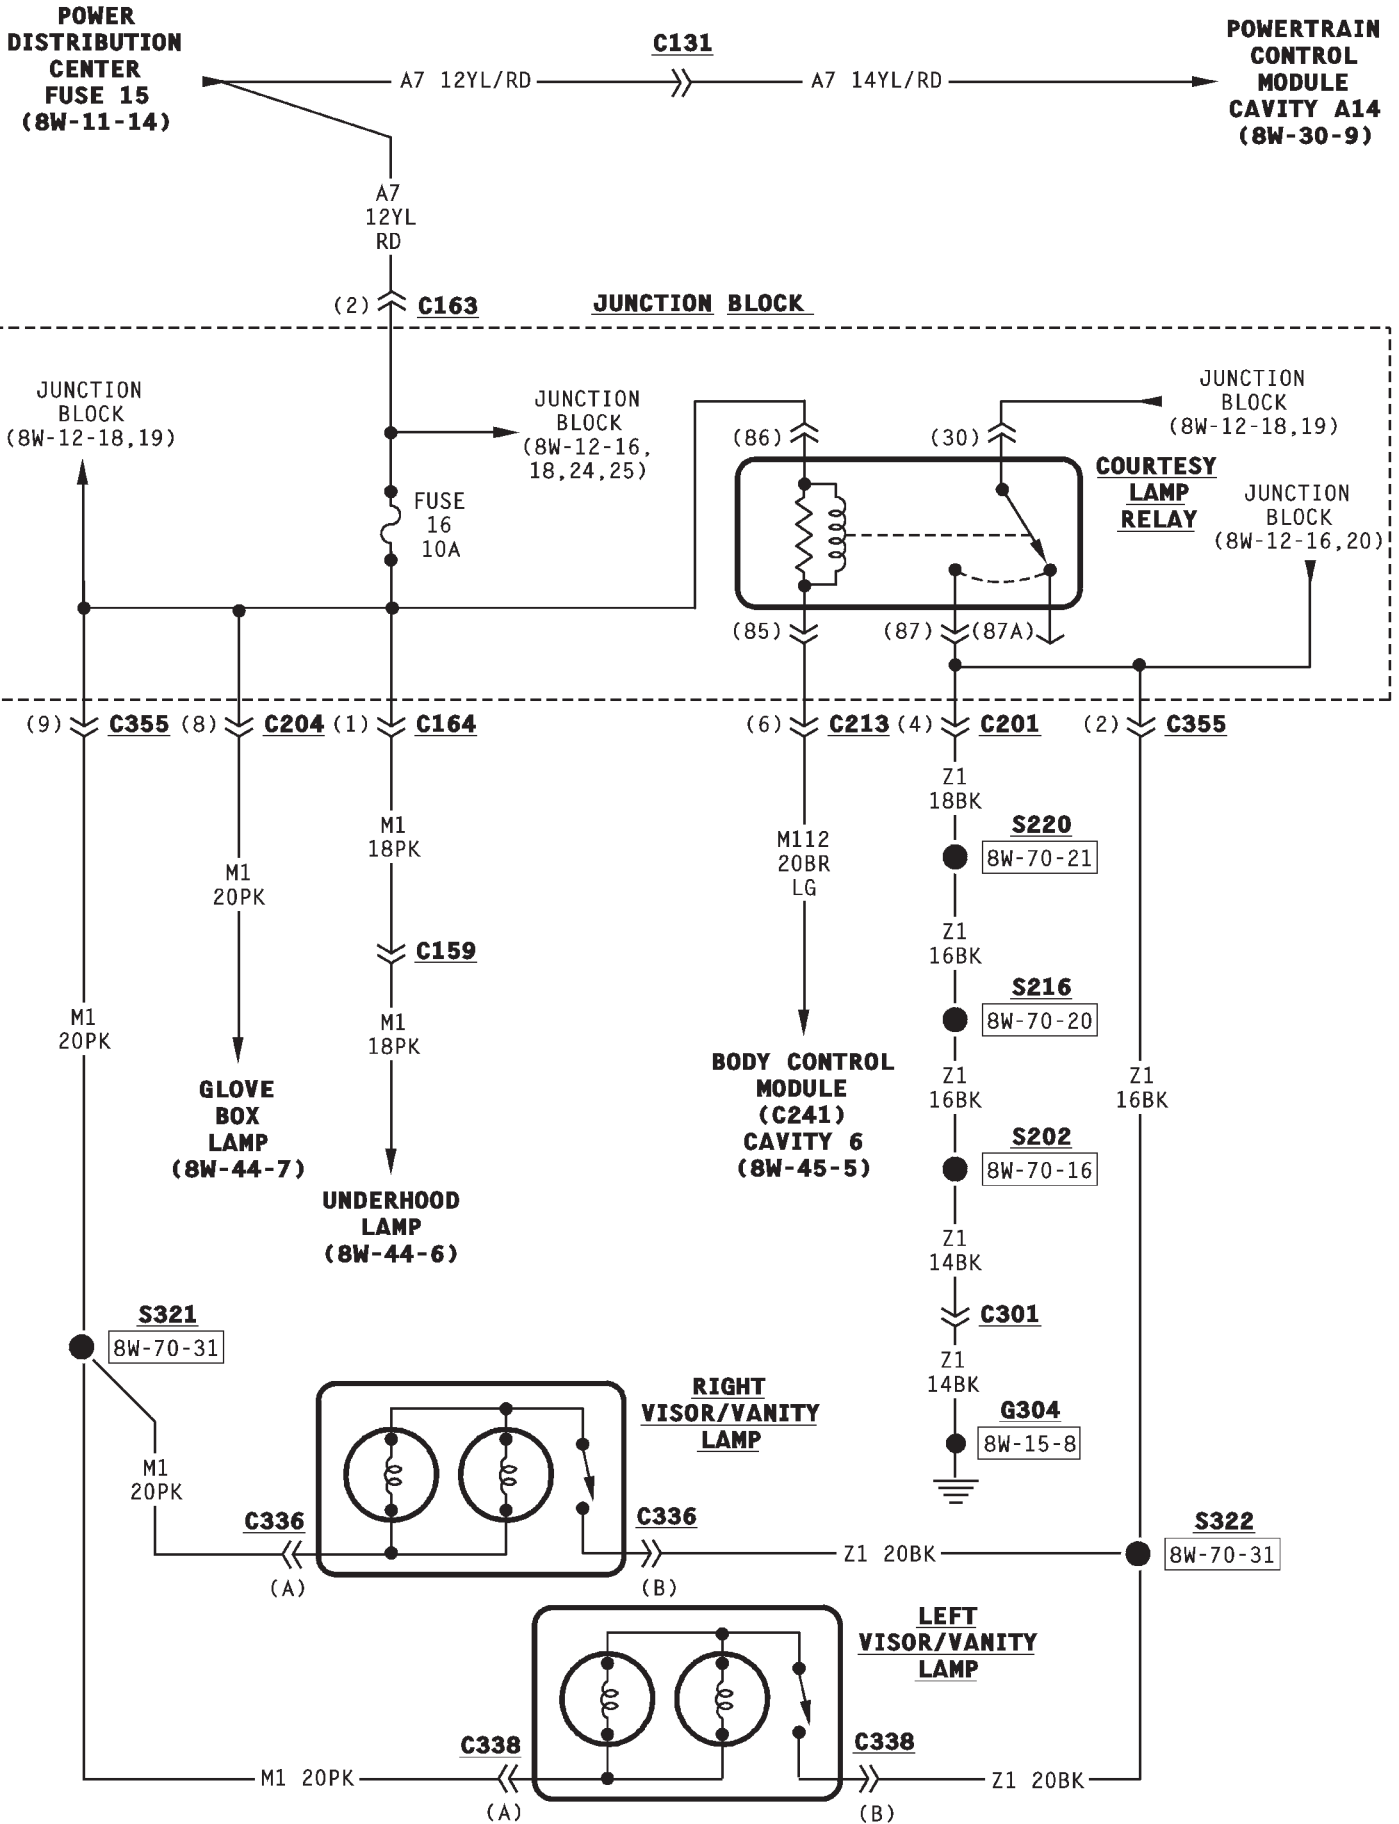 POWER
DISTRIBUTION
CENTER
FUSE 15
(8W-11-14)
A7 12YL/RD
C131
A7 14YL/RD
POWERTRAIN
CONTROL
MODULE
CAVITY A14
(8W-30-9)
A7
12YL
RD
(2)
C163
JUNCTION BLOCK
JUNCTION
BLOCK
(8W-12-18,19)
JUNCTION
BLOCK
(8W-12-16,
18,24,25)
FUSE
16
10A
(86)
(30)
JUNCTION
BLOCK
(8W-12-18,19)
COURTESY
LAMP
RELAY
JUNCTION
BLOCK
(8W-12-16,20)
(85)
(87)
(87A)
(9)
C355
(8)
C204
(1)
C164
(6)
C213
(4)
C201
(2)
C355
Z1
18BK
S220
8W-70-21
M1
18PK
M112
20BR
LG
M1
20PK
Z1
16BK
C159
S216
8W-70-20
M1
20PK
M1
18PK
BODY CONTROL
MODULE
(C241)
CAVITY 6
(8W-45-5)
Z1
16BK
Z1
16BK
GLOVE
BOX
LAMP
(8W-44-7)
S202
8W-70-16
UNDERHOOD
LAMP
(8W-44-6)
Z1
14BK
C301
S321
8W-70-31
Z1
14BK
RIGHT
VISOR/VANITY
LAMP
G304
8W-15-8
M1
20PK
C336
(A)
C336
(B)
Z1 20BK
S322
8W-70-31
LEFT
VISOR/VANITY
LAMP
M1 20PK
C338
(A)
C338
(B)
Z1 20BK